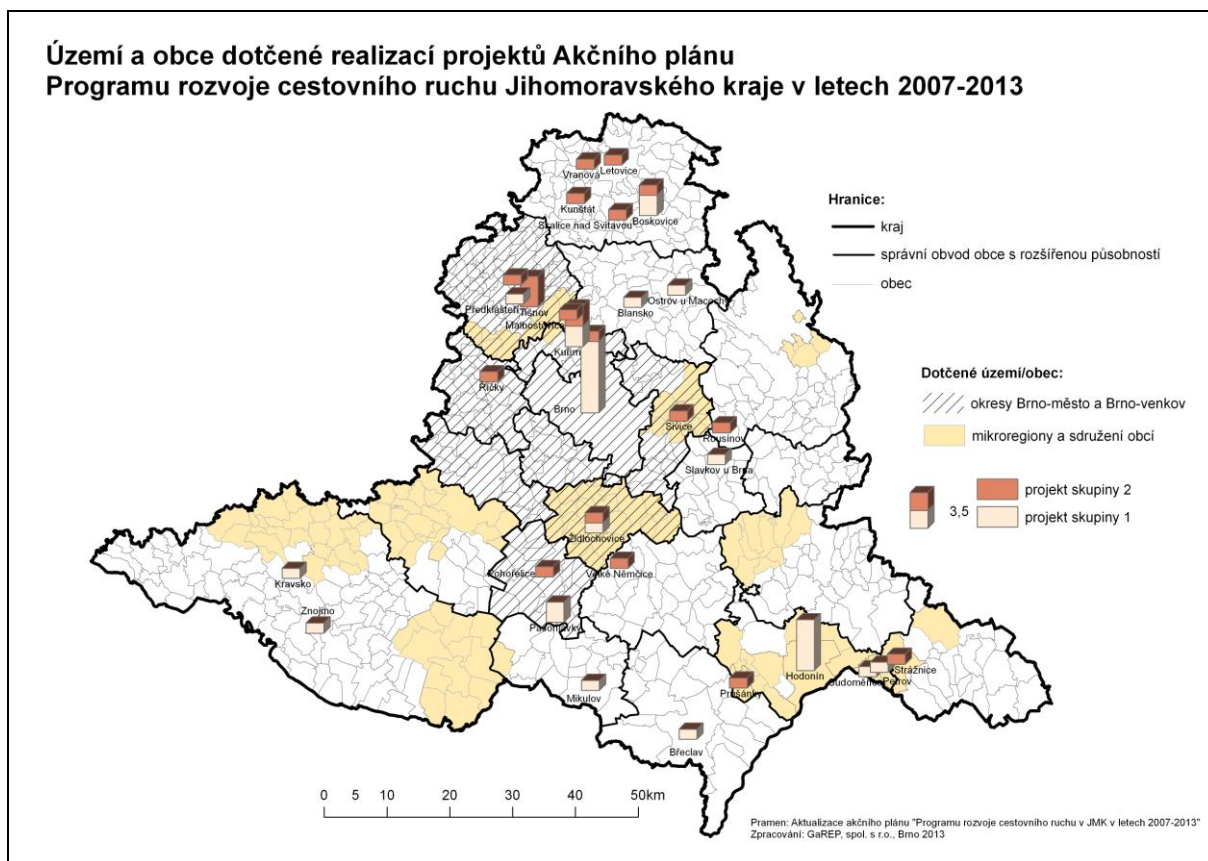 Území a obce dotčené realizací projektů Akčního plánu
Programu rozvoje cestovního ruchu Jihomoravského kraje v letech 2007-2013
Letovice
Vranová
Kunštát
Boskovice
Skalice nad Svitavou
Hranice:
kraj
správní obvod obce s rozšířenou působností
obec
Ostrov u Macochy
Předklášteří
Tišnov
Blansko
Malhostovice
Kuřim
Říčky
Brno
Dotčené území/obec:
okresy Brno-město a Brno-venkov
mikroregiony a sdružení obcí
Sivice
Rousínov
Slavkov u Brna
3,5
projekt skupiny 2
projekt skupiny 1
Židlochovice
Kravsko
Pohořelice
Velké Němčice
Znojmo
Pasohlávky
Hodonín
Sudoměřice
Petrov
Strážnice
Mikulov
Prušánky
Břeclav
0 5 10 20 30 40 50km
Pramen: Aktualizace akčního plánu "Programu rozvoje cestovního ruchu v JMK v letech 2007-2013"
Zpracování: GaREP, spol. s r.o., Brno 2013